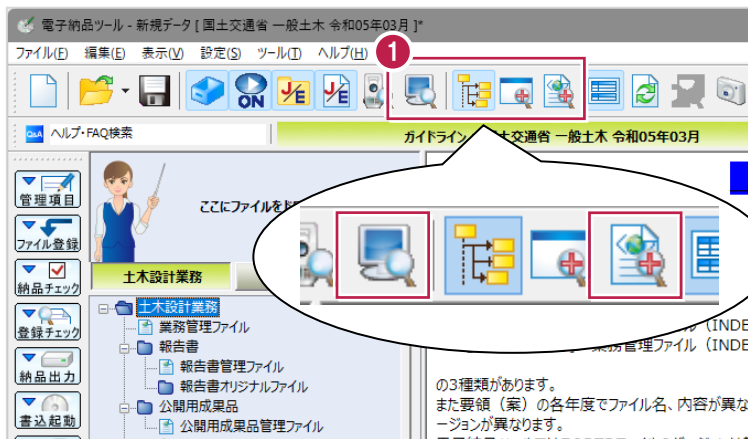 電子納品ツール - 新規データ [ 国土交通省 一般土木 令和05年03月 ]*
ファイル(F) 編集(E) 表示(V) 設定(S) ツール(T) ヘルプ(H)
1
ON J/E J/E
Q&A ヘルプ・FAQ検索
ガイドライン 土交通省 一般土木 令和05年03月
管理項目
ここにファイルを
ファイル登録
納品チェック
土木設計業務
登録チェック
土木設計業務
業務管理ファイル
ル (INDE
報告書
業務管理ファイル (INDE
納品出力
報告書管理ファイル
の3種類があります。
報告書オリジナルファイル
また要領（案）の各年度でファイル名、内容が異な
書込起動
公開用成果品
ージョンが異なります。
公開用成果品管理ファイル